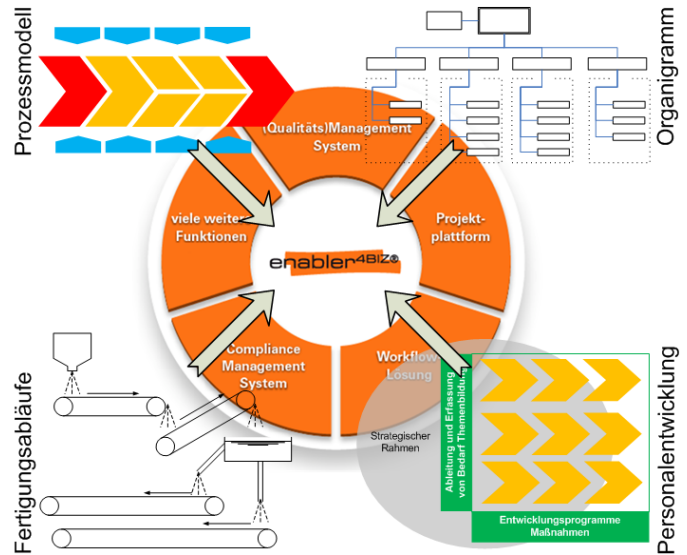 Prozessmodell
Organigramm
(Qualitäts)Management
System
viele weitere
Funktionen
Projekt-
plattform
enabler4BIZ®
Compliance
Management
System
Workflow
Lösung
Strategischer
Rahmen
Ableitung und Erfassung
von Bedarf Themenbildung
Entwicklungsprogramme
Maßnahmen
Fertigungsabläufe
Personalentwicklung